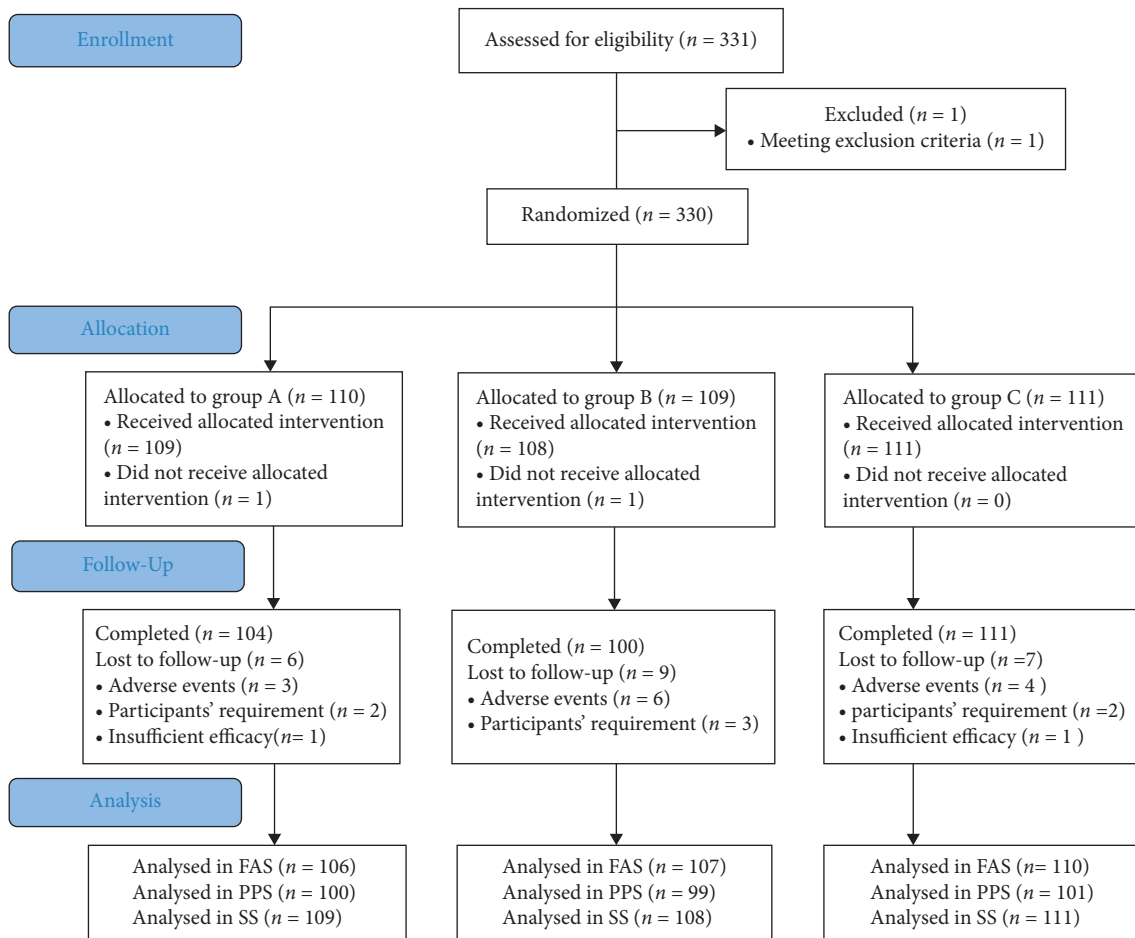 Enrollment
Assessed for eligibility (n = 331)
Excluded (n = 1)
• Meeting exclusion criteria (n = 1)
Randomized (n = 330)
Allocation
Allocated to group A (n = 110)
• Received allocated intervention
(n = 109)
• Did not receive allocated
intervention (n = 1)
Allocated to group B (n = 109)
• Received allocated intervention
(n = 108)
• Did not receive allocated
intervention (n = 1)
Allocated to group C (n = 111)
• Received allocated intervention
(n = 111)
• Did not receive allocated
intervention (n = 0)
Follow-Up
Completed (n = 104)
Lost to follow-up (n = 6)
• Adverse events (n = 3)
• Participants' requirement (n = 2)
• Insufficient efficacy(n= 1)
Completed (n = 100)
Lost to follow-up (n = 9)
• Adverse events (n = 6)
• Participants' requirement (n = 3)
Completed (n = 111)
Lost to follow-up (n =7)
• Adverse events (n = 4 )
• participants' requirement (n =2)
• Insufficient efficacy (n = 1 )
Analysis
Analysed in FAS (n = 106)
Analysed in PPS (n = 100)
Analysed in SS (n = 109)
Analysed in FAS (n = 107)
Analysed in PPS (n = 99)
Analysed in SS (n = 108)
Analysed in FAS (n= 110)
Analysed in PPS (n = 101)
Analysed in SS (n = 111)